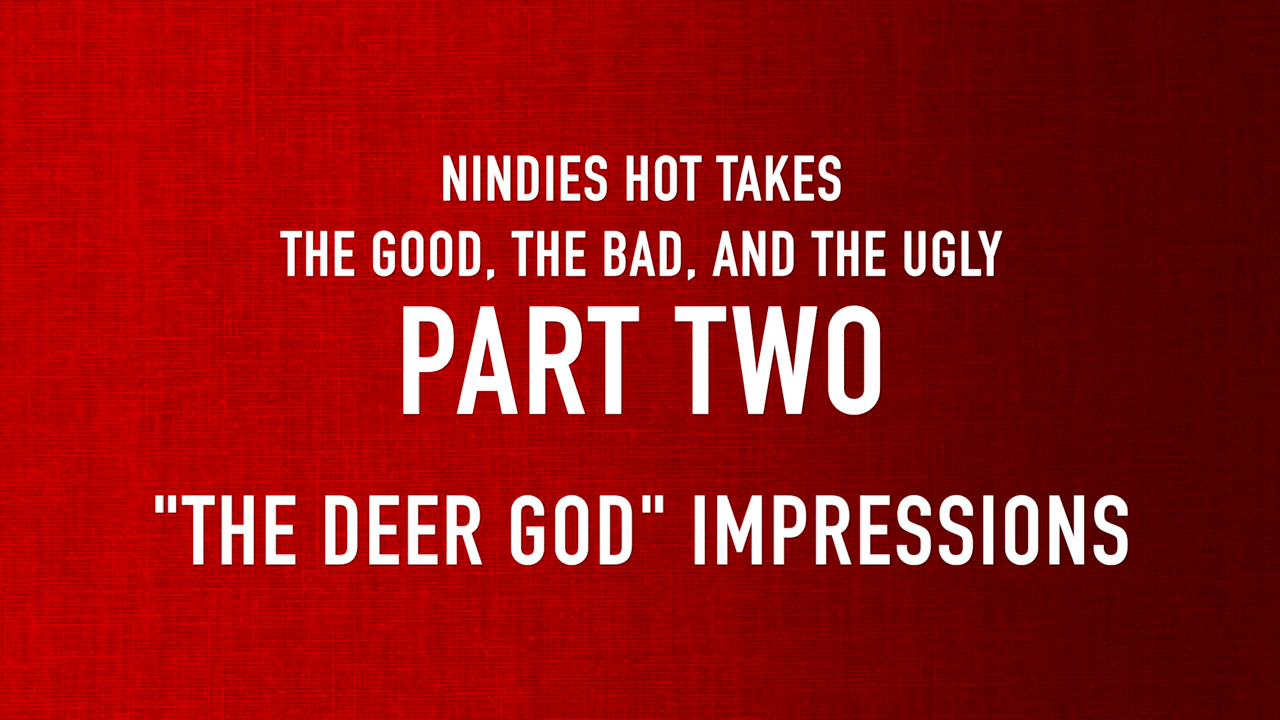 NINDIES HOT TAKES
THE GOOD, THE BAD, AND THE UGLY
PART TWO
"THE DEER GOD" IMPRESSIONS